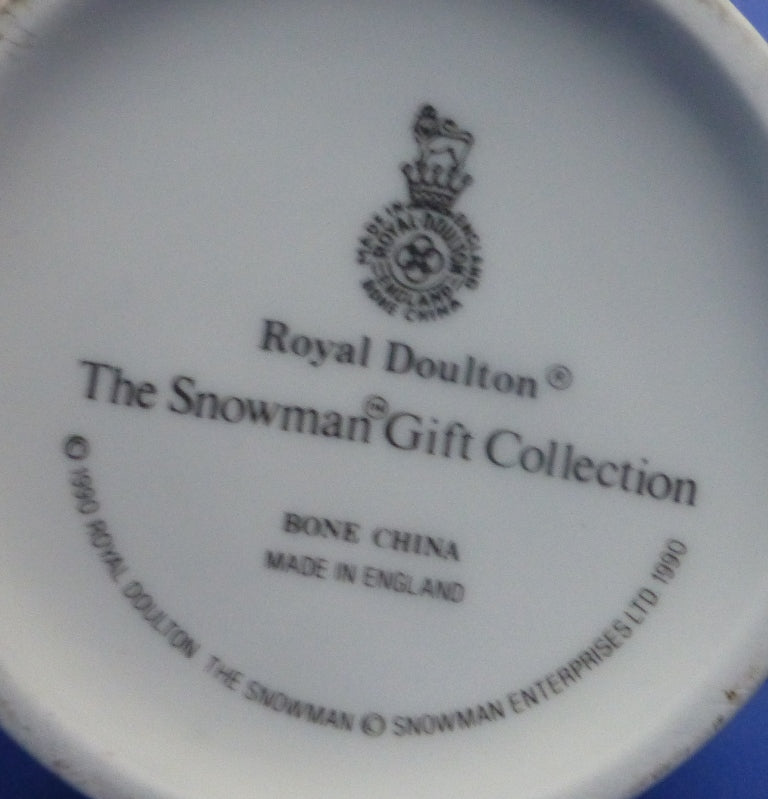 MADE IN ENGLAND
ROYAL DOULTON
ENGLAND
BONE CHINA
Royal Doulton®
The Snowman™ Gift Collection
BONE CHINA
MADE IN ENGLAND
© 1990 ROYAL DOULTON THE SNOWMAN © SNOWMAN ENTERPRISES LTD 1990